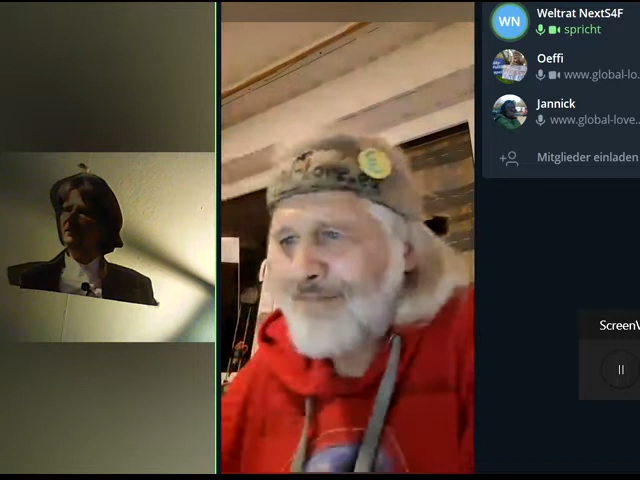 WN
Weltrat NextS4F
spricht
Oeffi
www.global-lo...
Jannick
www.global-love...
Mitglieder einladen
ScreenV